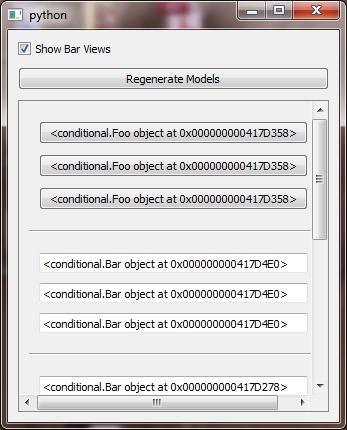 python
Show Bar Views
Regenerate Models
<conditional.Foo object at 0x000000000417D358>
<conditional.Foo object at 0x000000000417D358>
<conditional.Foo object at 0x000000000417D358>
<conditional.Bar object at 0x000000000417D4E0>
<conditional.Bar object at 0x000000000417D4E0>
<conditional.Bar object at 0x000000000417D4E0>
<conditional.Bar object at 0x000000000417D278>